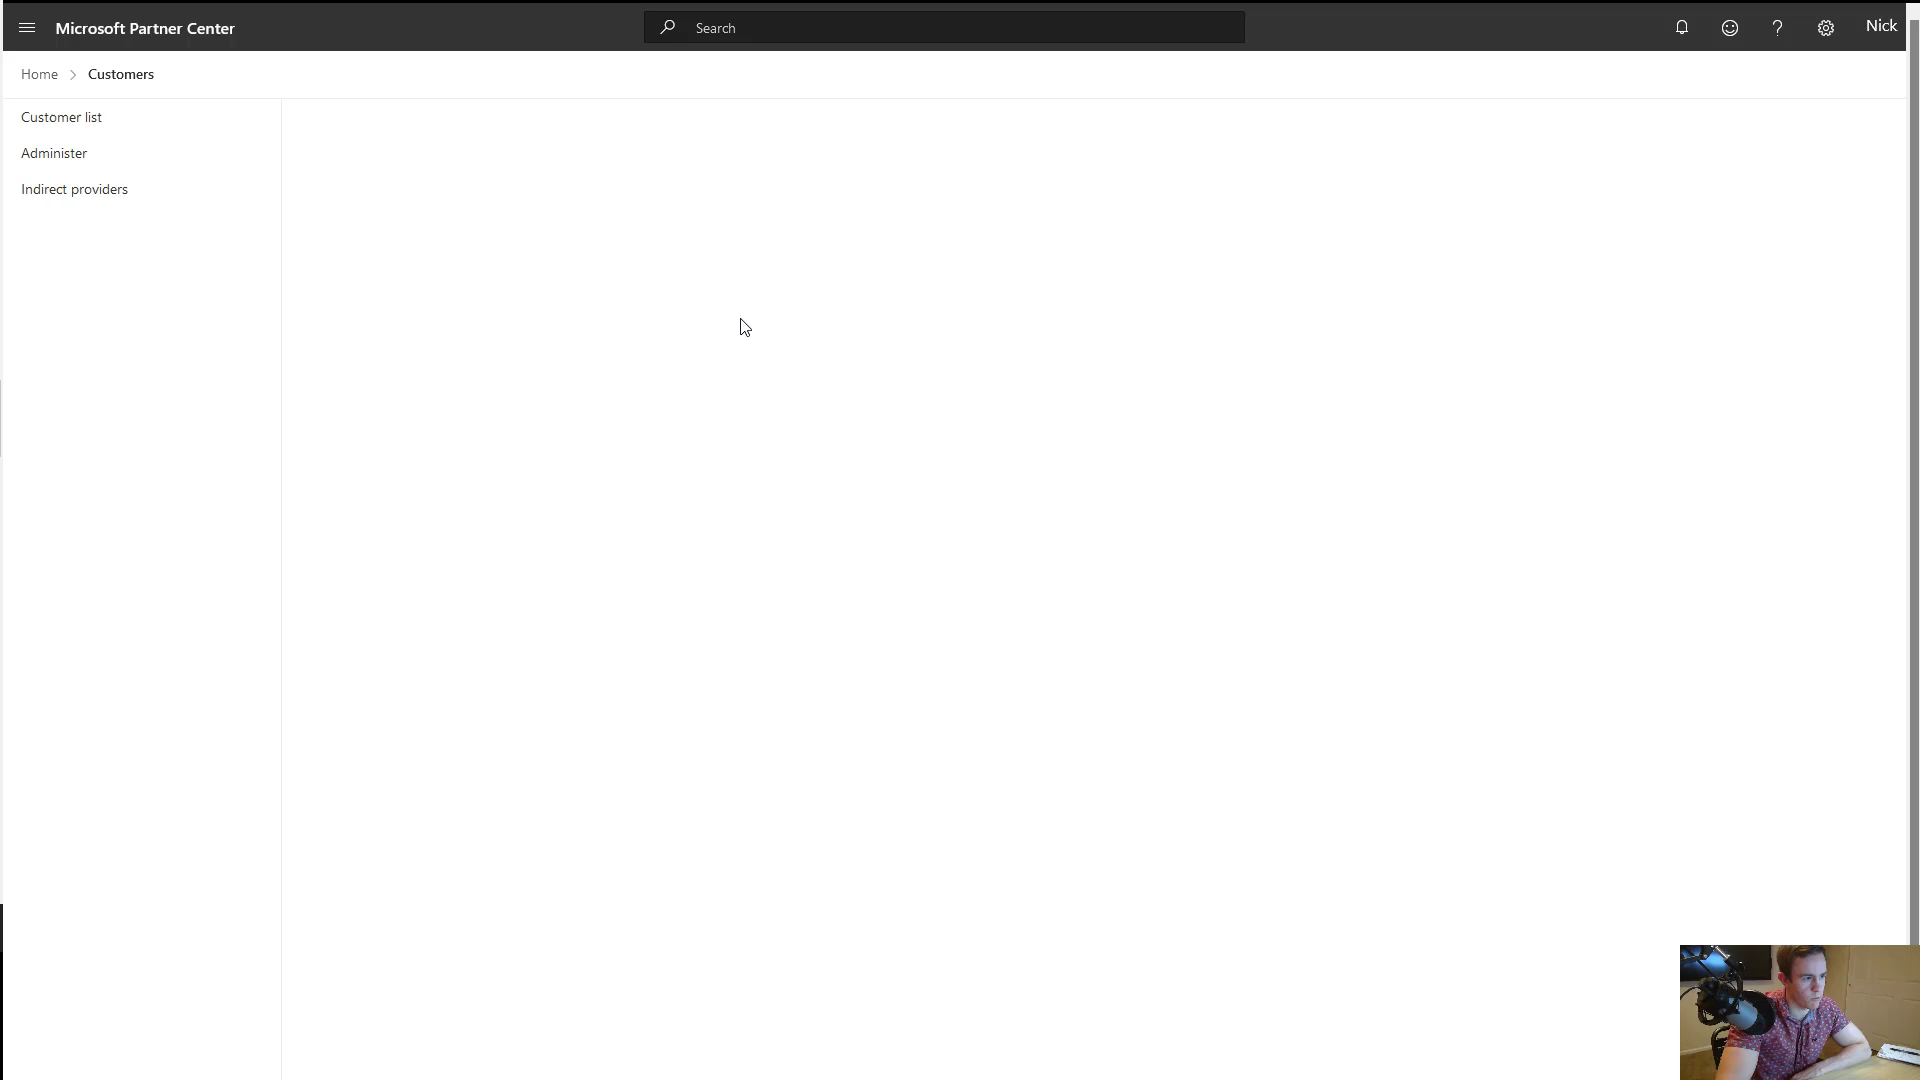 Microsoft Partner Center
Search
Nick
Home
Customers
Customer list
Administer
Indirect providers